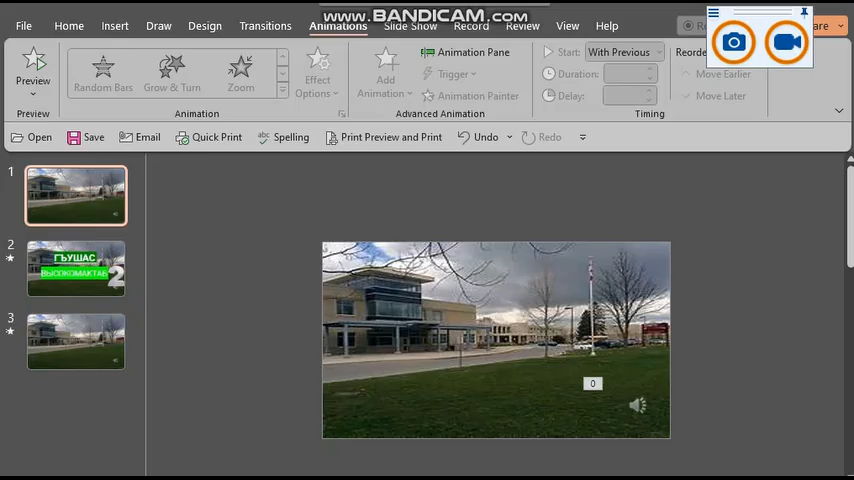 www.BANDICAM.com
File Home Insert Draw Design Transitions Animations Slide Show Record Review View Help
Preview
Random Bars Grow & Turn Zoom
Effect Options
Add Animation
Animation Pane
Trigger
Animation Painter
Start: With Previous
Duration:
Delay:
Move Earlier
Move Later
Preview Animation Advanced Animation Timing
Open Save Email Quick Print Spelling Print Preview and Print Undo Redo
1
2
ГЪУШАС
ВЫСОКОМАКТАБ
2
3
0